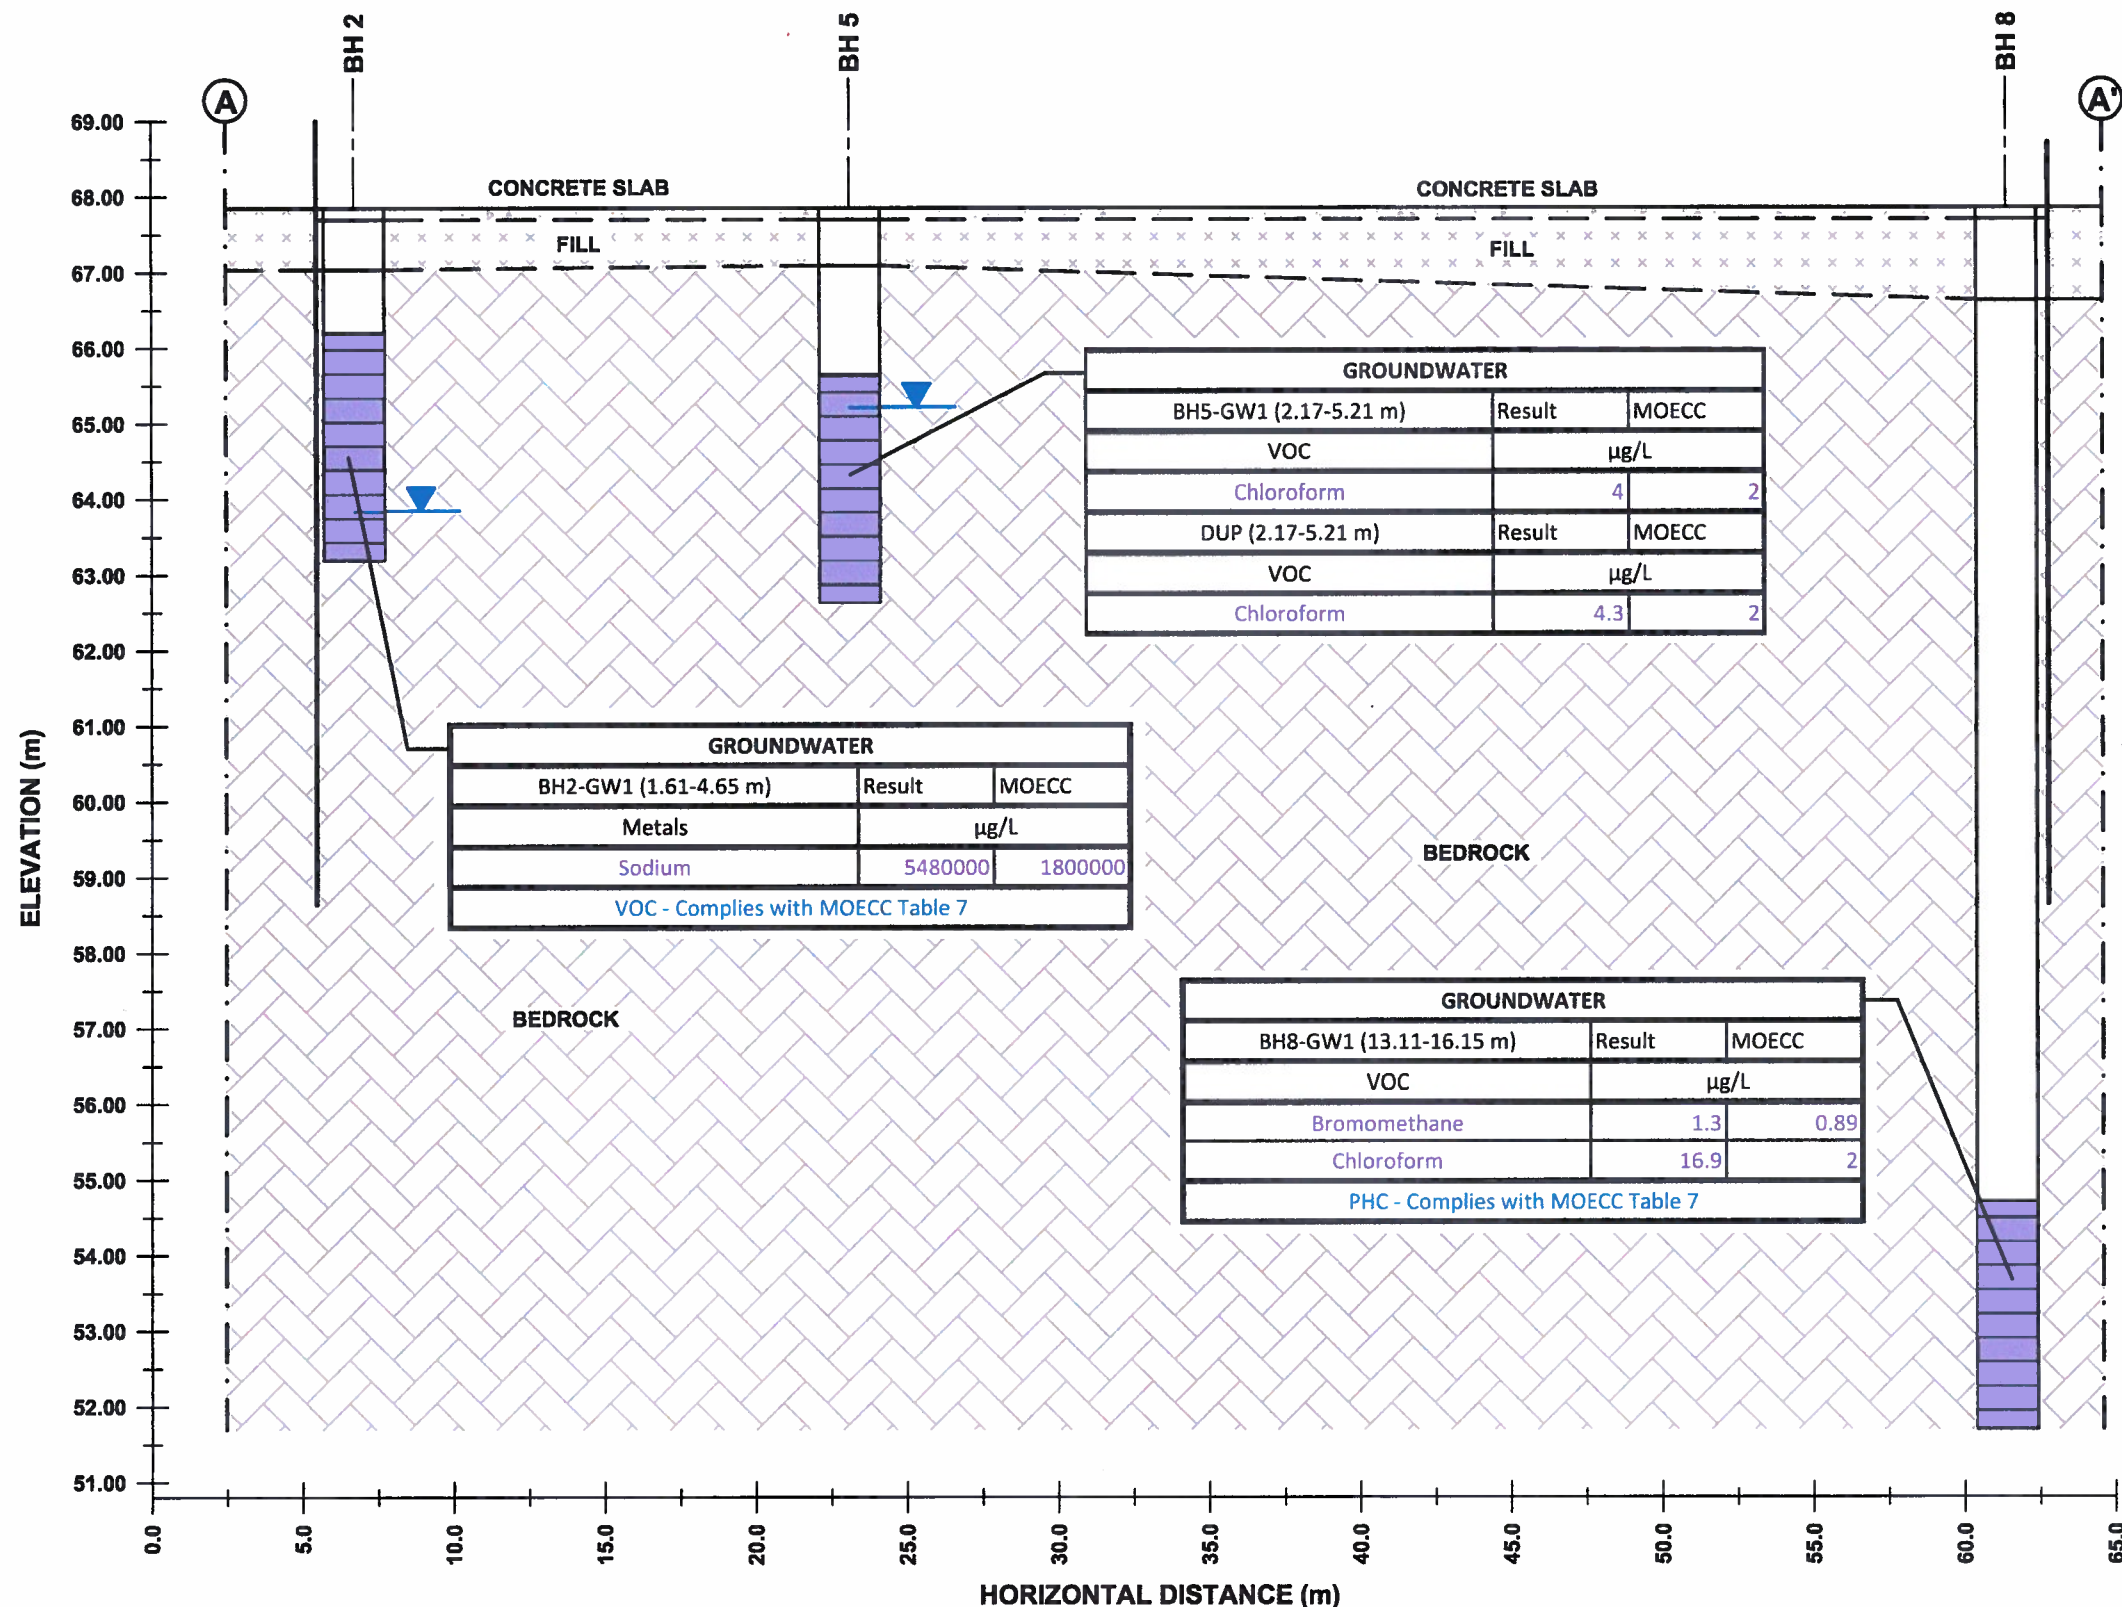 BH 2
BH 5
BH 8
A
A'
69.00
68.00
67.00
66.00
65.00
64.00
63.00
62.00
61.00
60.00
59.00
58.00
57.00
56.00
55.00
54.00
53.00
52.00
51.00
ELEVATION (m)
CONCRETE SLAB
CONCRETE SLAB
FILL
FILL
GROUNDWATER
BH5-GW1 (2.17-5.21 m) Result MOECC
VOC µg/L
Chloroform 4 2
DUP (2.17-5.21 m) Result MOECC
VOC µg/L
Chloroform 4.3 2
GROUNDWATER
BH2-GW1 (1.61-4.65 m) Result MOECC
Metals µg/L
Sodium 5480000 1800000
VOC - Complies with MOECC Table 7
BEDROCK
BEDROCK
GROUNDWATER
BH8-GW1 (13.11-16.15 m) Result MOECC
VOC µg/L
Bromomethane 1.3 0.89
Chloroform 16.9 2
PHC - Complies with MOECC Table 7
0.0 5.0 10.0 15.0 20.0 25.0 30.0 35.0 40.0 45.0 50.0 55.0 60.0 65.0
HORIZONTAL DISTANCE (m)